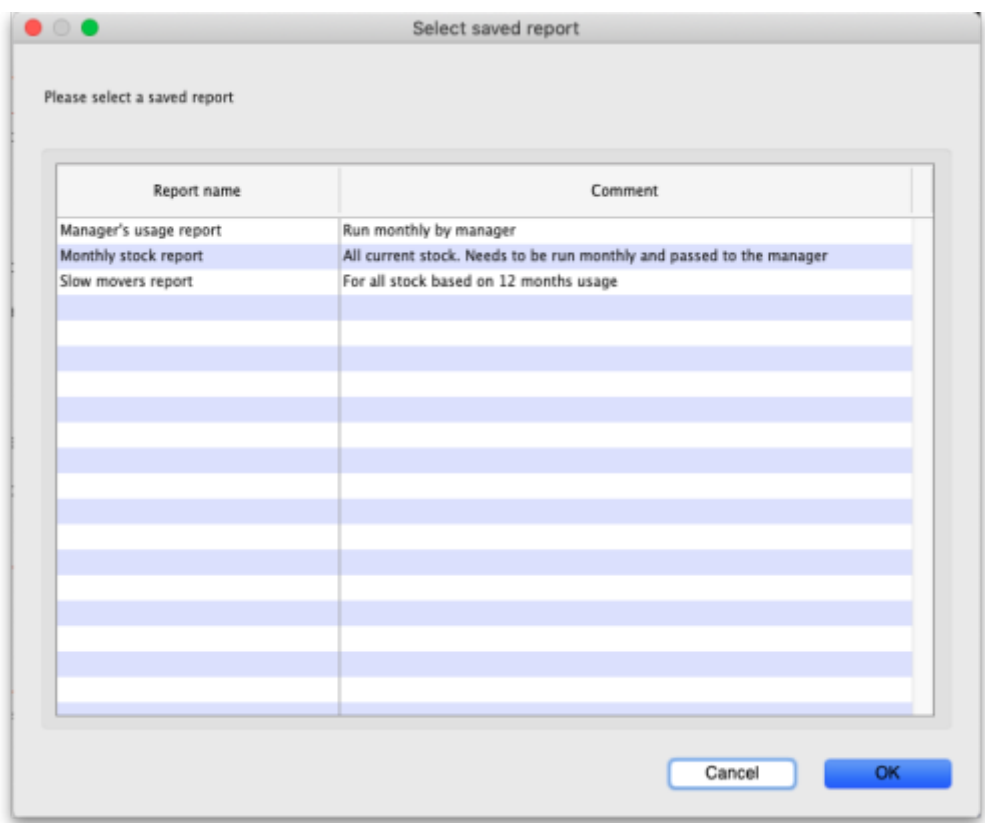 Select saved report
Please select a saved report
Report name Comment
Manager's usage report Run monthly by manager
Monthly stock report All current stock. Needs to be run monthly and passed to the manager
Slow movers report For all stock based on 12 months usage
Cancel OK